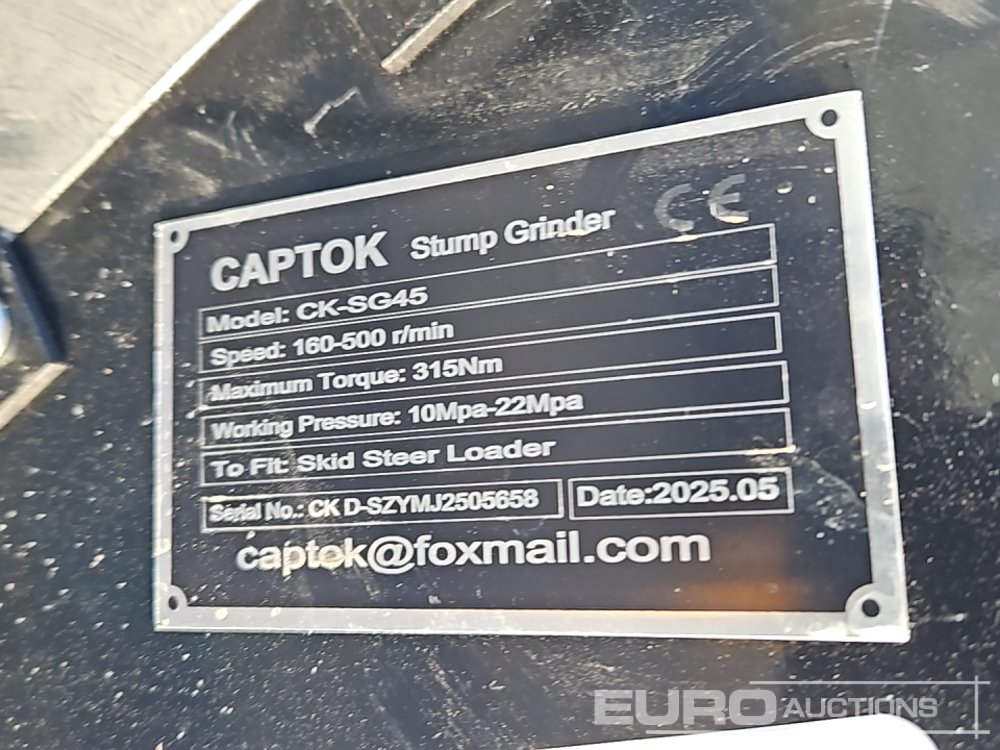 CAPTOK Stump Grinder CE
Model: CK-SG45
Speed: 160-500 r/min
Maximum Torque: 315Nm
Working Pressure: 10Mpa-22Mpa
To Fit: Skid Steer Loader
Serial No.: CK D-SZYMJ2505658 Date:2025.05
captok@foxmail.com
EURO AUCTIONS